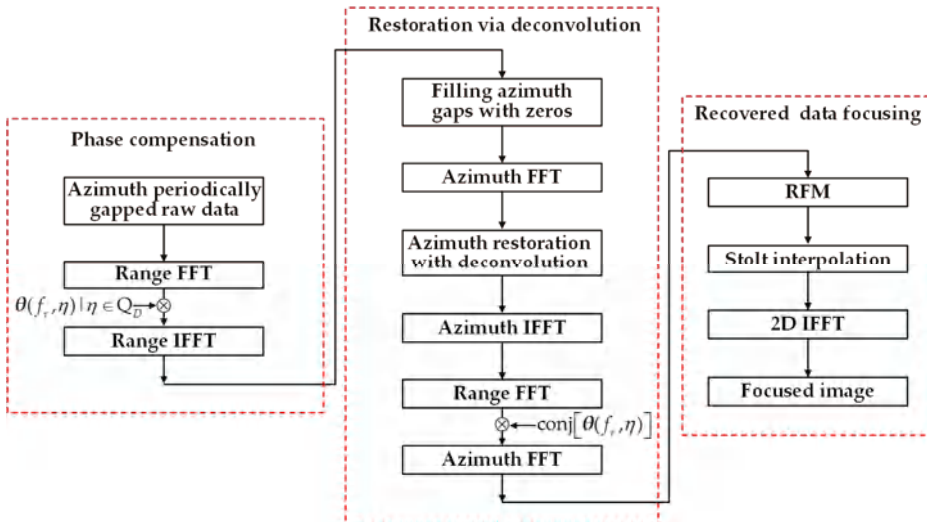 Phase compensation
Azimuth periodically
gapped raw data
Range FFT
θ(f_τ,η)|η∈Q_D
Range IFFT
Restoration via deconvolution
Filling azimuth
gaps with zeros
Azimuth FFT
Azimuth restoration
with deconvolution
Azimuth IFFT
Range FFT
conj[θ(f_τ,η)]
Azimuth FFT
Recovered data focusing
RFM
Stolt interpolation
2D IFFT
Focused image